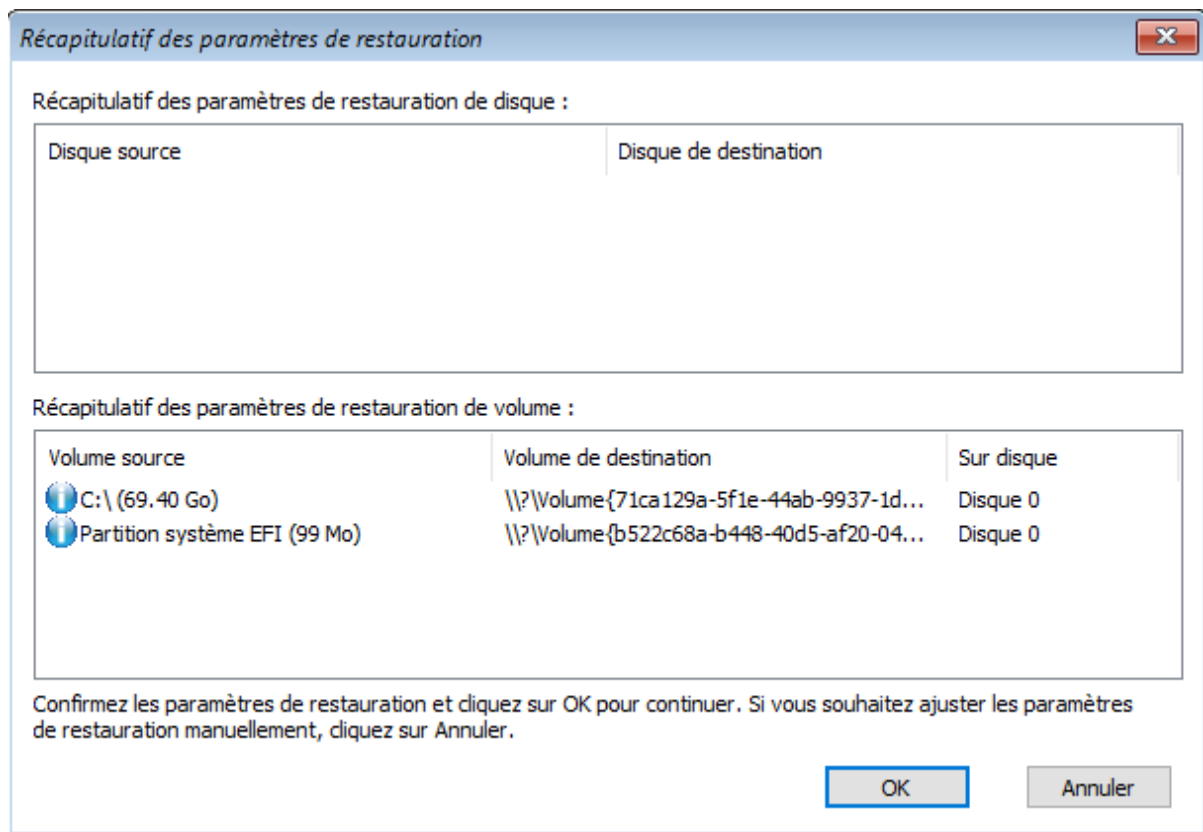 Récapitulatif des paramètres de restauration
Récapitulatif des paramètres de restauration de disque :
Disque source Disque de destination
Récapitulatif des paramètres de restauration de volume :
Volume source Volume de destination Sur disque
C:\ (69.40 Go) \\?\Volume{71ca129a-5f1e-44ab-9937-1d... Disque 0
Partition système EFI (99 Mo) \\?\Volume{b522c68a-b448-40d5-af20-04... Disque 0
Confirmez les paramètres de restauration et cliquez sur OK pour continuer. Si vous souhaitez ajuster les paramètres
de restauration manuellement, cliquez sur Annuler.
OK Annuler